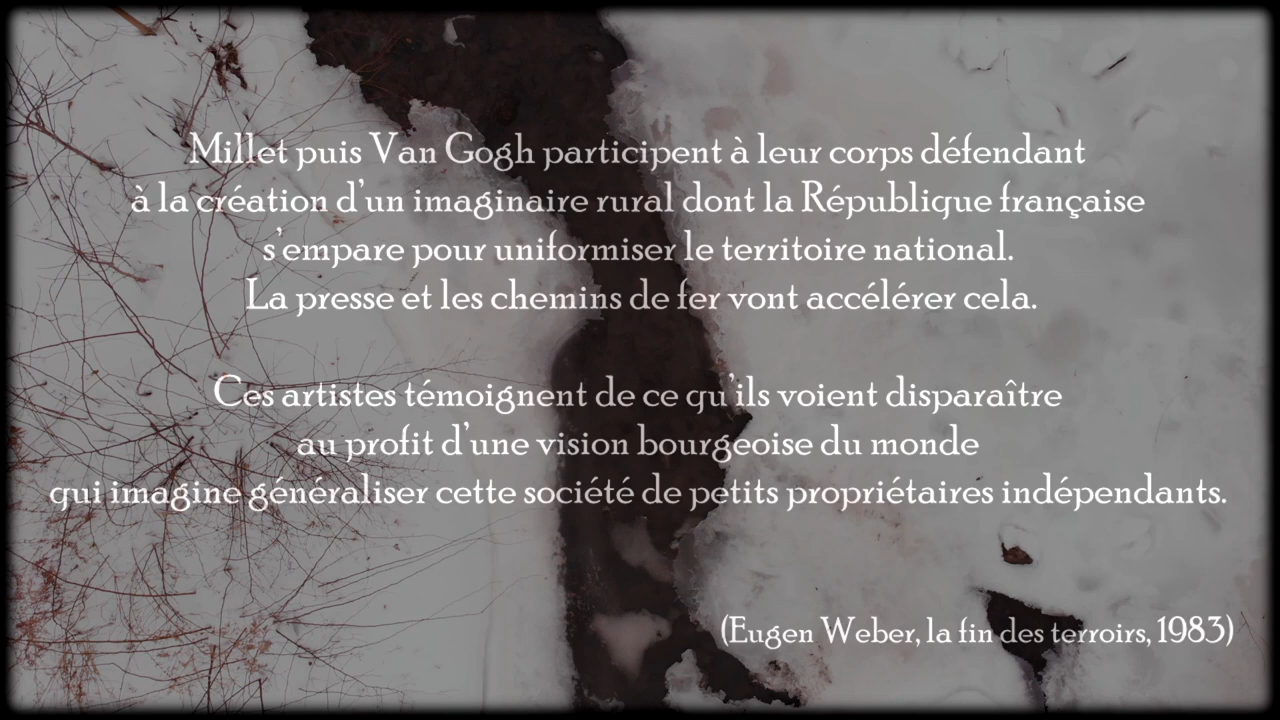 Millet puis Van Gogh participent à leur corps défendant
à la création d'un imaginaire rural dont la République française
s'empare pour uniformiser le territoire national.
La presse et les chemins de fer vont accélérer cela.
Ces artistes témoignent de ce qu'ils voient disparaître
au profit d'une vision bourgeoise du monde
qui imagine généraliser cette société de petits propriétaires indépendants.
(Eugen Weber, la fin des terroirs, 1983)